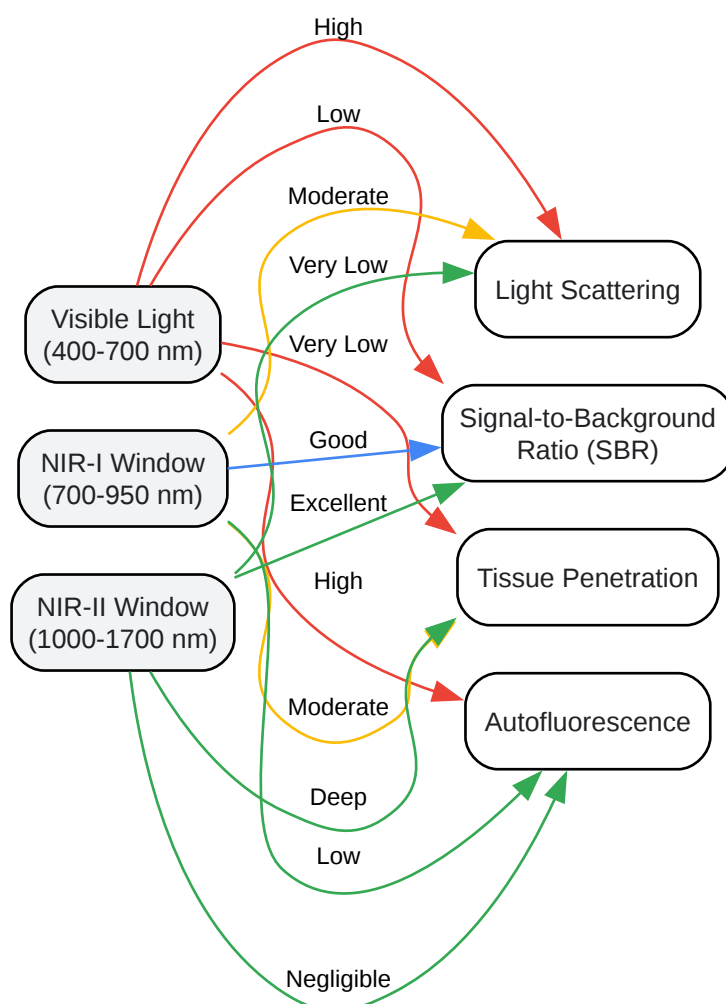 High
Low
Moderate
Very Low
Light Scattering
Visible Light
(400-700 nm)
Very Low
Signal-to-Background
Ratio (SBR)
Good
NIR-I Window
(700-950 nm)
Excellent
High
Tissue Penetration
NIR-II Window
(1000-1700 nm)
Moderate
Autofluorescence
Deep
Low
Negligible